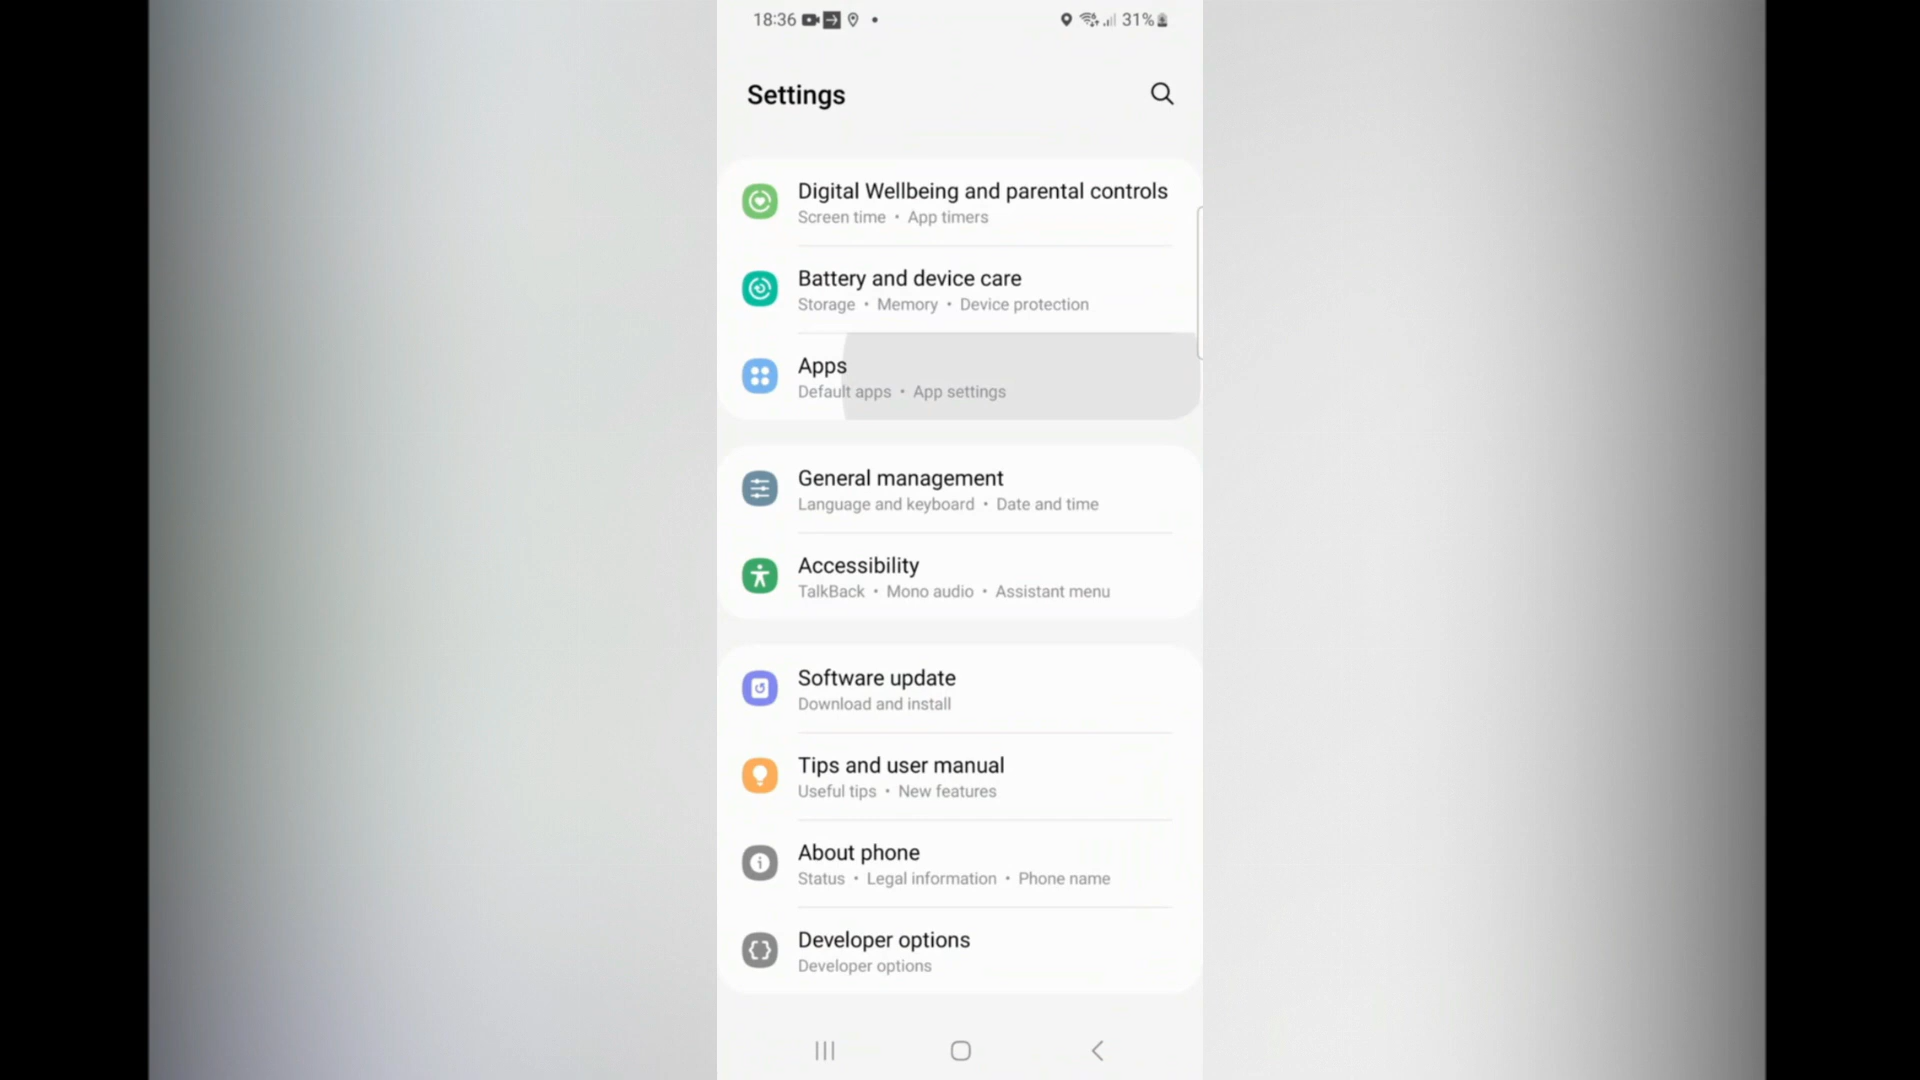 18:36
31%
Settings
Digital Wellbeing and parental controls
Screen time • App timers
Battery and device care
Storage • Memory • Device protection
Apps
Default apps • App settings
General management
Language and keyboard • Date and time
Accessibility
TalkBack • Mono audio • Assistant menu
Software update
Download and install
Tips and user manual
Useful tips • New features
About phone
Status • Legal information • Phone name
Developer options
Developer options